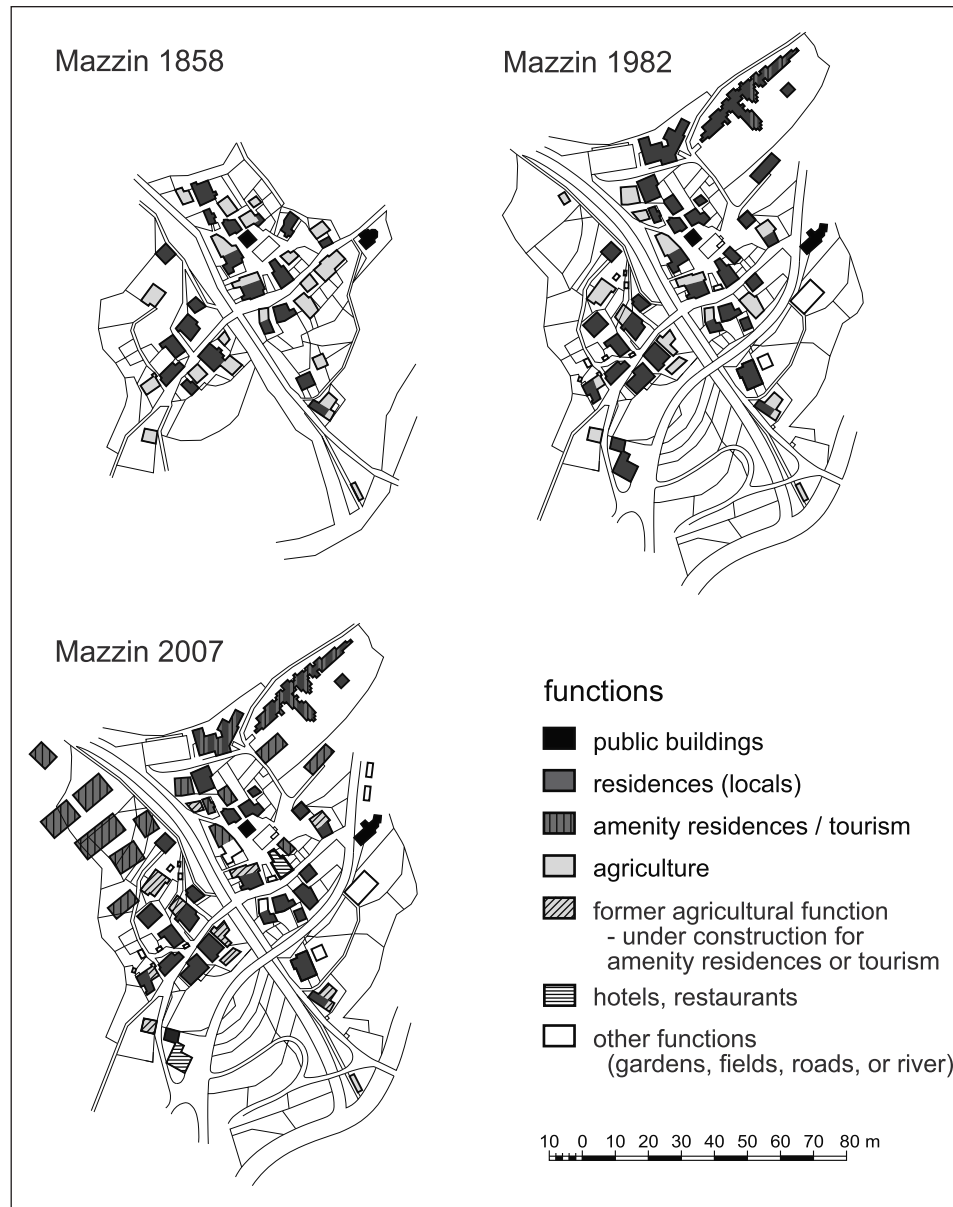 Mazzin 1858
Mazzin 1982
Mazzin 2007
functions
public buildings
residences (locals)
amenity residences / tourism
agriculture
former agricultural function
- under construction for
amenity residences or tourism
hotels, restaurants
other functions
(gardens, fields, roads, or river)
10 0 10 20 30 40 50 60 70 80 m